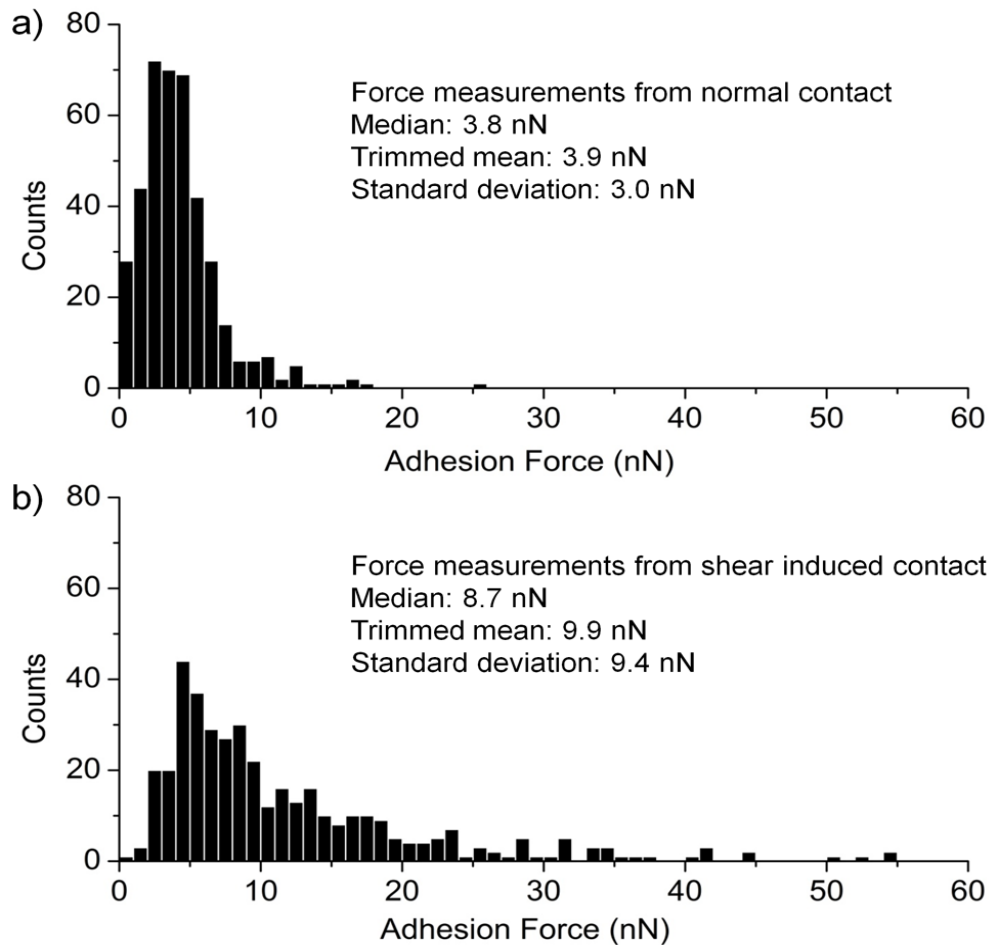 a)
80
60
40
20
0
Counts
Force measurements from normal contact
Median: 3.8 nN
Trimmed mean: 3.9 nN
Standard deviation: 3.0 nN
0 10 20 30 40 50 60
Adhesion Force (nN)
b)
80
60
40
20
0
Counts
Force measurements from shear induced contact
Median: 8.7 nN
Trimmed mean: 9.9 nN
Standard deviation: 9.4 nN
0 10 20 30 40 50 60
Adhesion Force (nN)